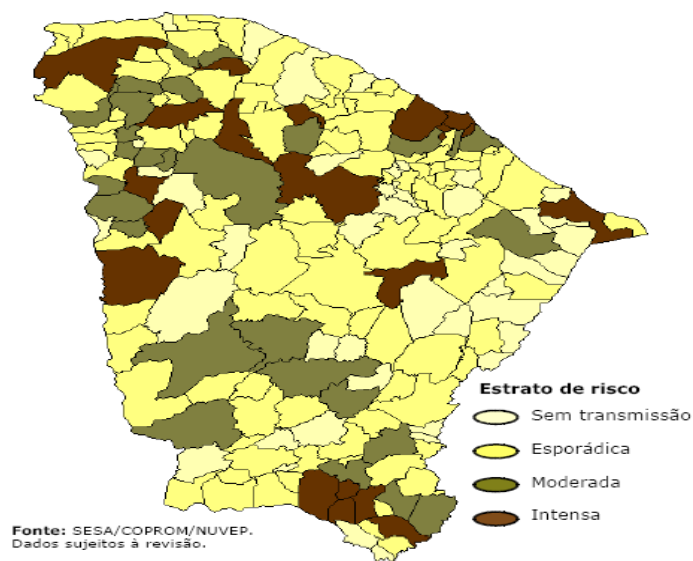 Estrato de risco
Sem transmissão
Esporádica
Moderada
Intensa
Fonte: SESA/COPROM/NUVEP.
Dados sujeitos à revisão.